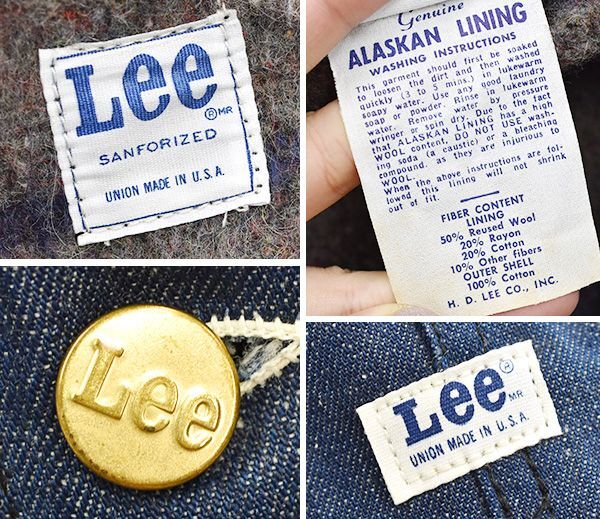 Lee
® MR
SANFORIZED
UNION MADE IN U.S.A.
Genuine
ALASKAN LINING
WASHING INSTRUCTIONS
This garment should first be soaked
to loosen the dirt and then washed
quickly (3 to 5 mins.) in lukewarm
soapy water. Use any good laundry
soap or powder. Rinse in lukewarm
water. Remove water by pressure
wringer or spin dry. Due to the fact
that ALASKAN LINING has a high
WOOL content, DO NOT USE wash-
ing soda (a caustic) or a bleaching
compound, as they are injurious to
WOOL.
When the above instructions are fol-
lowed this lining will not shrink
out of fit.
FIBER CONTENT
LINING
50% Reused Wool
20% Rayon
20% Cotton
10% Other fibers
OUTER SHELL
100% Cotton
H. D. LEE CO., INC.
Lee
Lee
® MR
UNION MADE IN U.S.A.